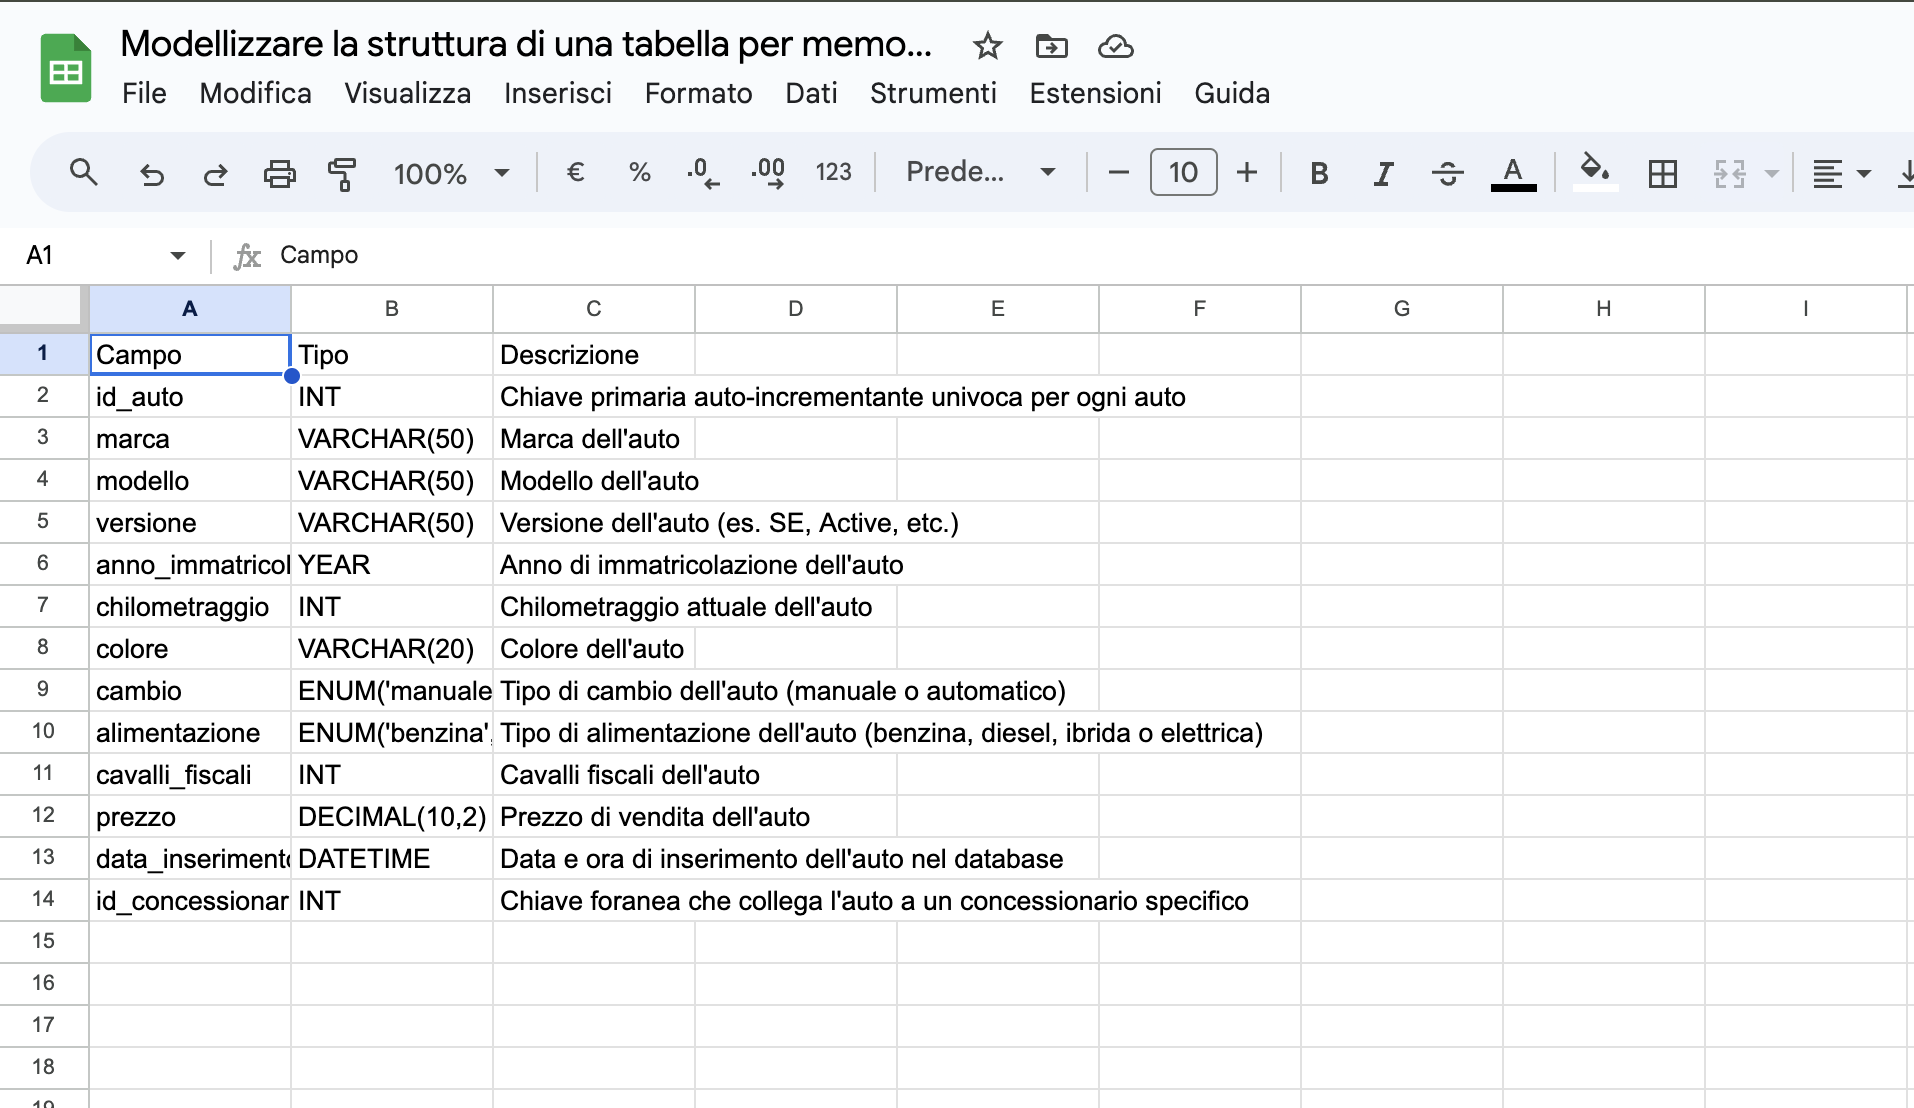 Modellizzare la struttura di una tabella per memo...
File Modifica Visualizza Inserisci Formato Dati Strumenti Estensioni Guida
100% € % .0 .00 123 Prede... 10 B I A
A1 fx Campo
A B C D E F G H I
1 Campo Tipo Descrizione
2 id_auto INT Chiave primaria auto-incrementante univoca per ogni auto
3 marca VARCHAR(50) Marca dell'auto
4 modello VARCHAR(50) Modello dell'auto
5 versione VARCHAR(50) Versione dell'auto (es. SE, Active, etc.)
6 anno_immatricol YEAR Anno di immatricolazione dell'auto
7 chilometraggio INT Chilometraggio attuale dell'auto
8 colore VARCHAR(20) Colore dell'auto
9 cambio ENUM('manuale Tipo di cambio dell'auto (manuale o automatico)
10 alimentazione ENUM('benzina', Tipo di alimentazione dell'auto (benzina, diesel, ibrida o elettrica)
11 cavalli_fiscali INT Cavalli fiscali dell'auto
12 prezzo DECIMAL(10,2) Prezzo di vendita dell'auto
13 data_inserimento DATETIME Data e ora di inserimento dell'auto nel database
14 id_concessionar INT Chiave foranea che collega l'auto a un concessionario specifico
15
16
17
18
19